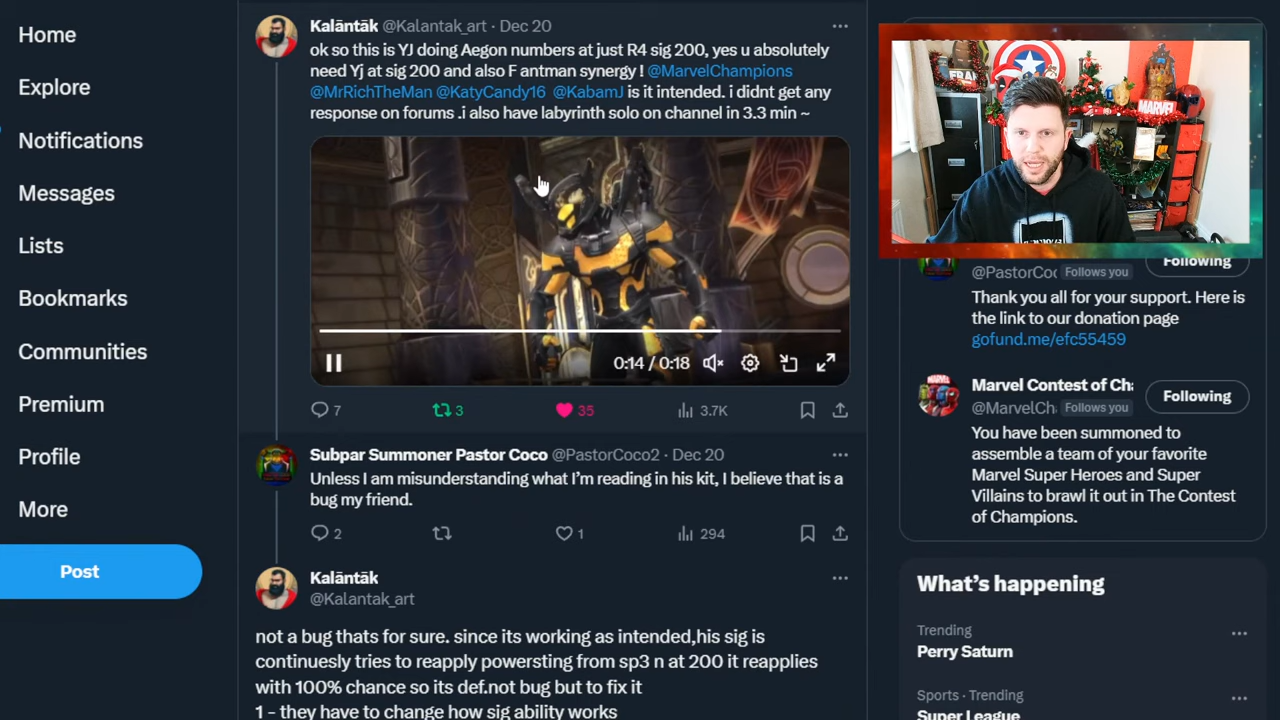 Home
Explore
Notifications
Messages
Lists
Bookmarks
Communities
Premium
Profile
More
Post
Kalāntāk @Kalantak_art · Dec 20
ok so this is YJ doing Aegon numbers at just R4 sig 200, yes u absolutely
need Yj at sig 200 and also F antman synergy ! @MarvelChampions
@MrRichTheMan @KatyCandy16 @KabamJ is it intended. i didnt get any
response on forums .i also have labyrinth solo on channel in 3.3 min ~
0:14 / 0:18
7
3
35
3.7K
Subpar Summoner Pastor Coco @PastorCoco2 · Dec 20
Unless I am misunderstanding what I'm reading in his kit, I believe that is a
bug my friend.
2
1
294
Kalāntāk
@Kalantak_art
not a bug thats for sure. since its working as intended,his sig is
continuesly tries to reapply powersting from sp3 n at 200 it reapplies
with 100% chance so its def.not bug but to fix it
1 - they have to change how sig ability works
MARVEL
Following
@PastorCoc Follows you
Thank you all for your support. Here is
the link to our donation page
gofund.me/efc55459
Marvel Contest of Ch
Following
@MarvelCh Follows you
You have been summoned to
assemble a team of your favorite
Marvel Super Heroes and Super
Villains to brawl it out in The Contest
of Champions.
What's happening
Trending
Perry Saturn
Sports · Trending
Super League